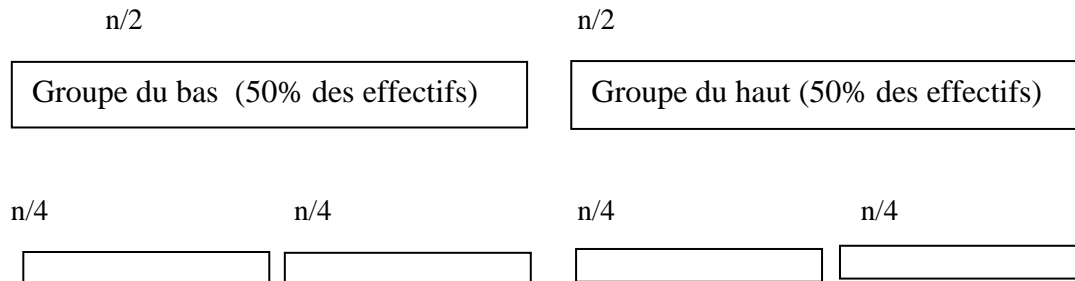 n/2 n/2
Groupe du bas (50% des effectifs) Groupe du haut (50% des effectifs)
n/4 n/4 n/4 n/4